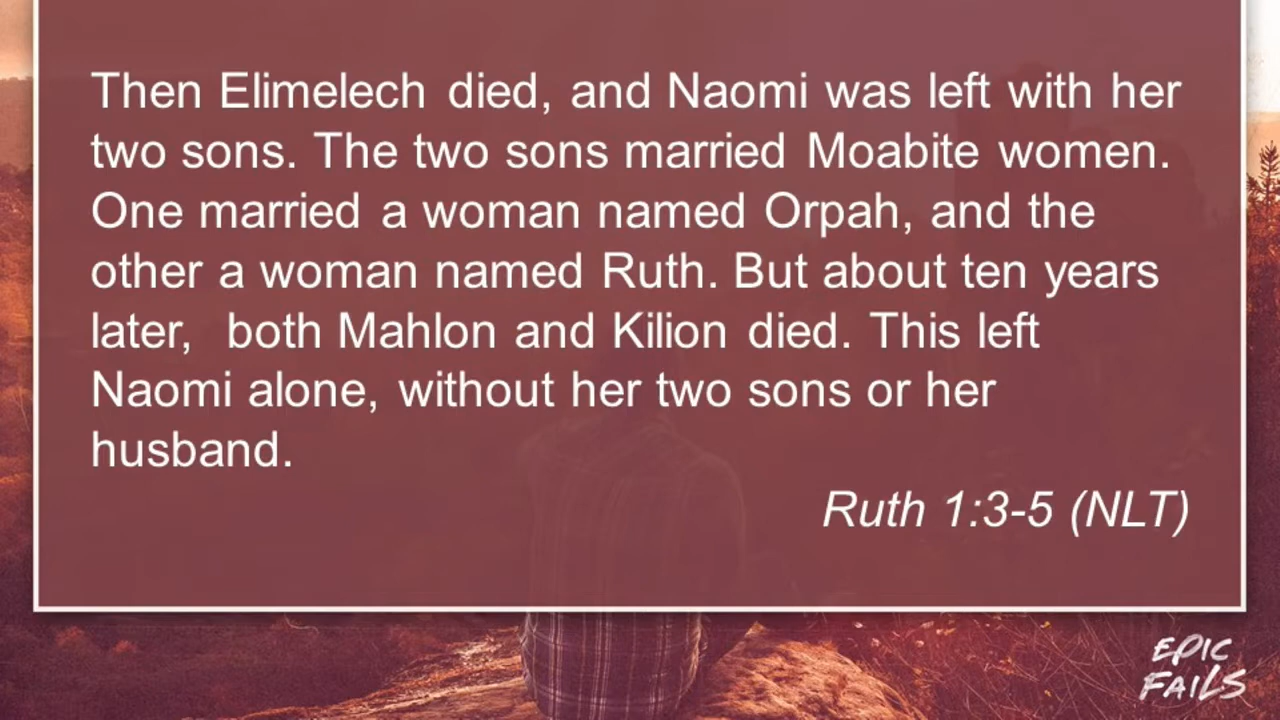 Then Elimelech died, and Naomi was left with her
two sons. The two sons married Moabite women.
One married a woman named Orpah, and the
other a woman named Ruth. But about ten years
later, both Mahlon and Kilion died. This left
Naomi alone, without her two sons or her
husband.
Ruth 1:3-5 (NLT)
EPIC
FAILS